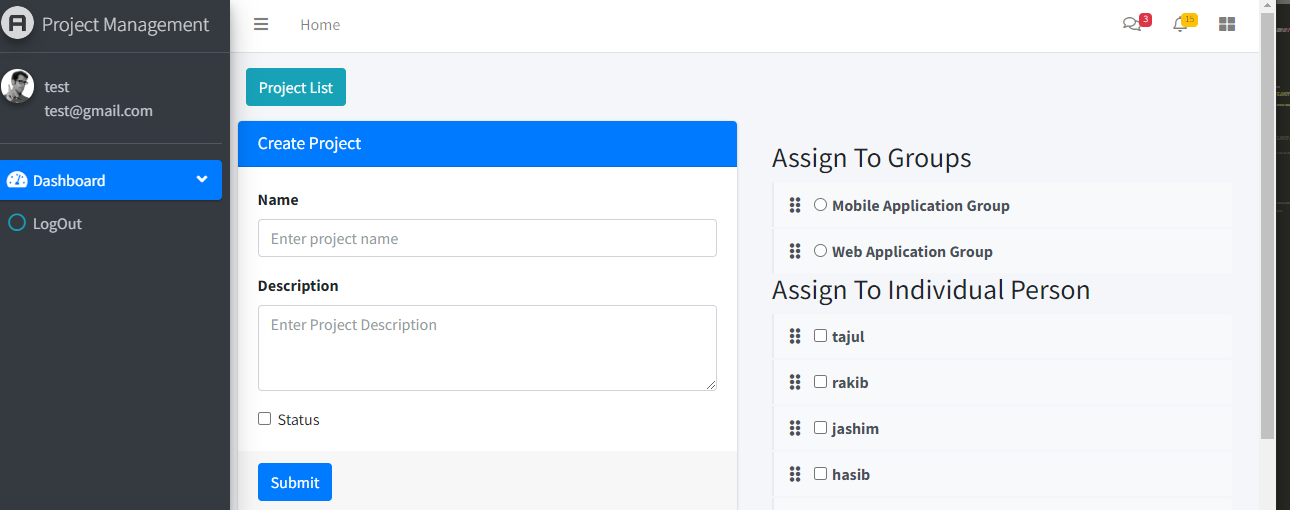 A Project Management
Home
3
15
test
test@gmail.com
Dashboard
LogOut
Project List
Create Project
Name
Enter project name
Description
Enter Project Description
Status
Submit
Assign To Groups
Mobile Application Group
Web Application Group
Assign To Individual Person
tajul
rakib
jashim
hasib